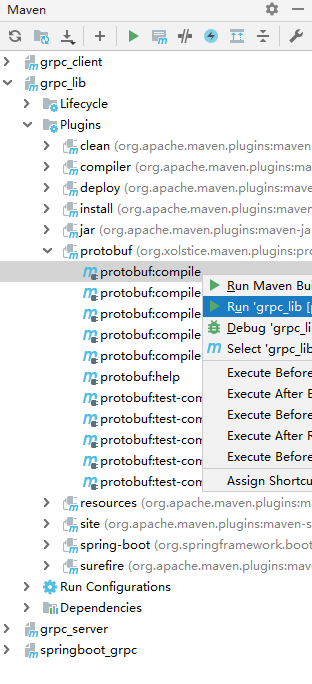 Maven
grpc_client
grpc_lib
Lifecycle
Plugins
clean (org.apache.maven.plugins:maven
compiler (org.apache.maven.plugins:ma
deploy (org.apache.maven.plugins:mave
install (org.apache.maven.plugins:mave
jar (org.apache.maven.plugins:maven-ja
protobuf (org.xolstice.maven.plugins:pro
protobuf:compile
protobuf:compile
protobuf:compile
protobuf:compile
protobuf:compile
protobuf:help
protobuf:test-com
protobuf:test-com
protobuf:test-com
protobuf:test-com
protobuf:test-com
Run Maven Bui
Run 'grpc_lib [p
Debug 'grpc_li
Select 'grpc_lib
Execute Before
Execute After B
Execute Before
Execute After R
Execute Before
Assign Shortcu
resources (org.apache.maven.plugins:m
site (org.apache.maven.plugins:maven-s
spring-boot (org.springframework.boot
surefire (org.apache.maven.plugins:mav
Run Configurations
Dependencies
grpc_server
springboot_grpc